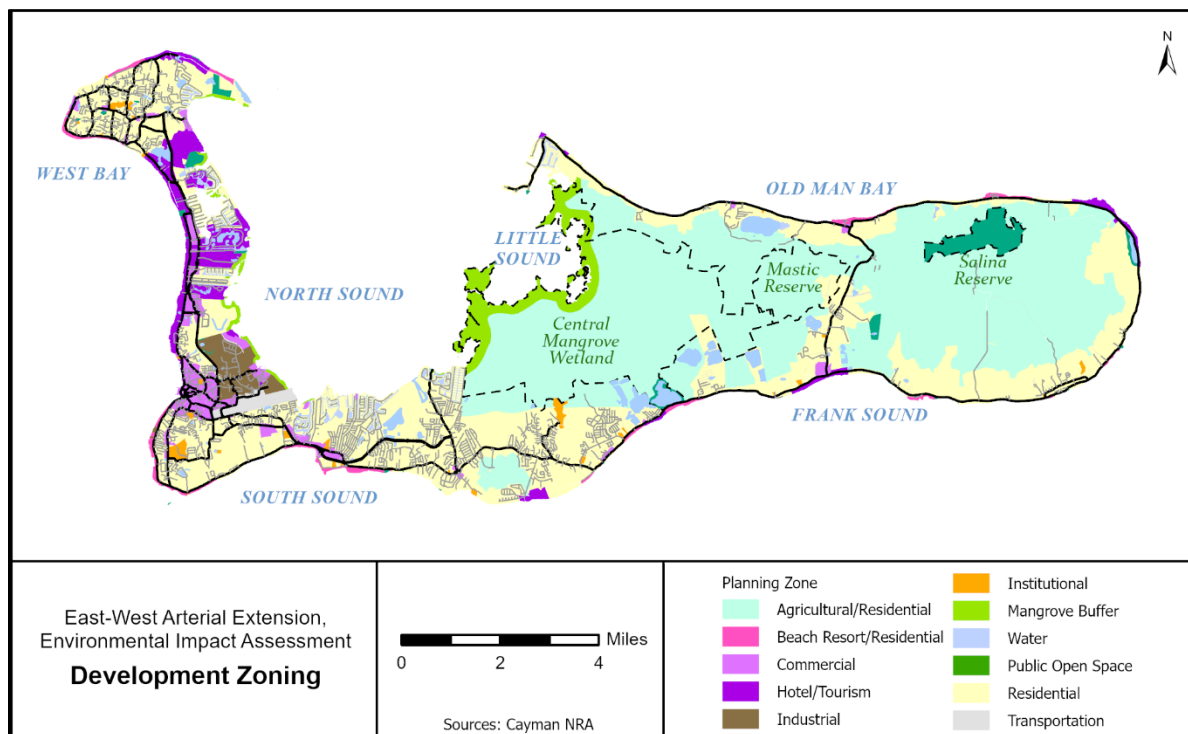 N
WEST BAY
OLD MAN BAY
LITTLE
SOUND
Salina
Reserve
Mastic
Reserve
NORTH SOUND
Central
Mangrove
Wetland
FRANK SOUND
SOUTH SOUND
East-West Arterial Extension,
Environmental Impact Assessment
Development Zoning
Miles
0 2 4
Sources: Cayman NRA
Planning Zone
Agricultural/Residential
Beach Resort/Residential
Commercial
Hotel/Tourism
Industrial
Institutional
Mangrove Buffer
Water
Public Open Space
Residential
Transportation